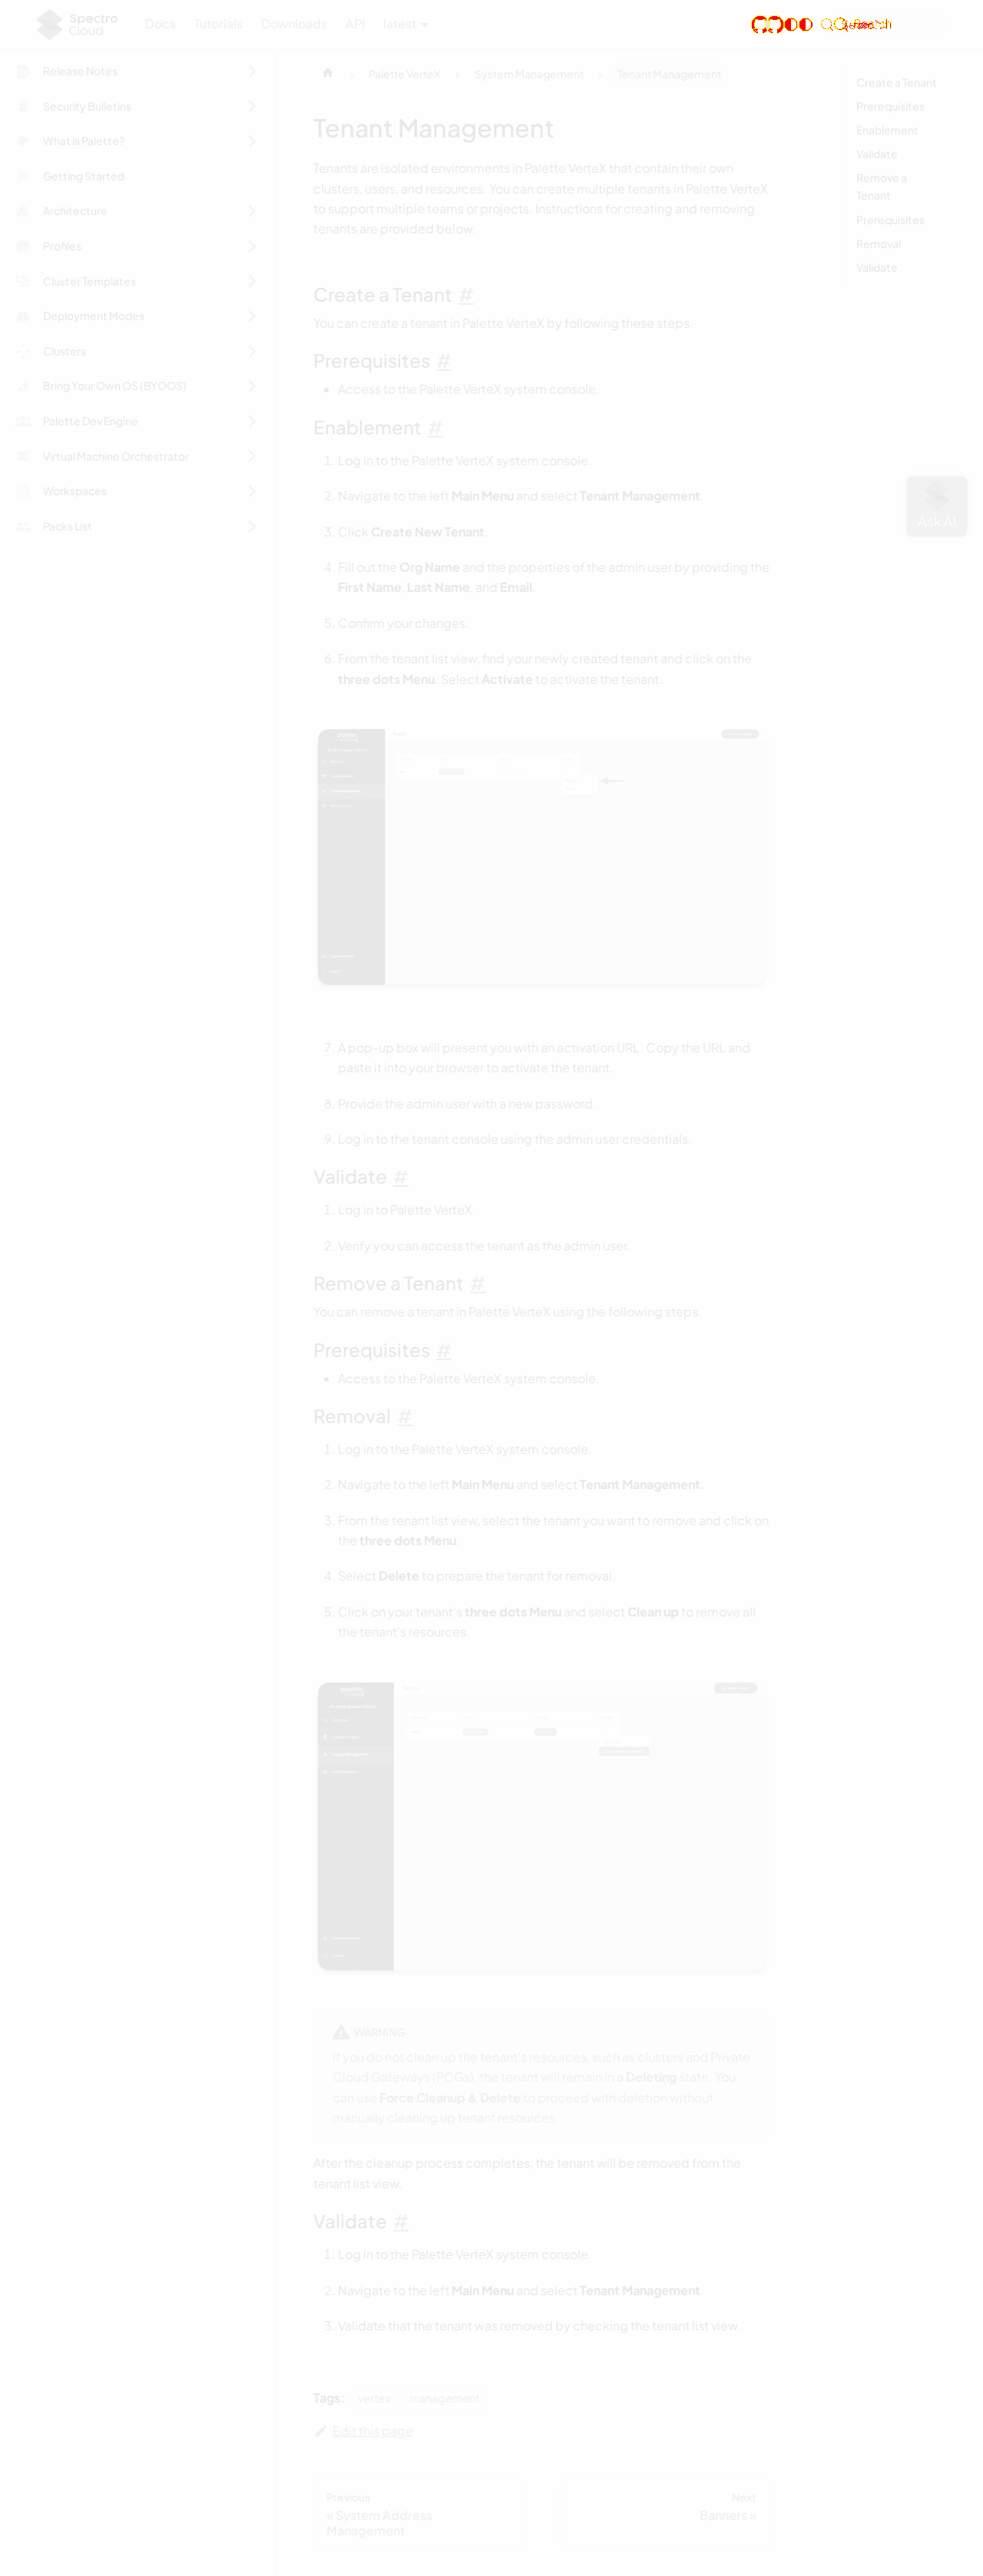 Spectro Cloud
Docs
Tutorials
Downloads
API
latest
Release Notes
Security Bulletins
What is Palette?
Getting Started
Architecture
Profiles
Cluster Templates
Deployment Modes
Clusters
Bring Your Own OS (BYOOS)
Palette Dev Engine
Virtual Machine Orchestrator
Workspaces
Packs List
Palette VerteX
System Management
Tenant Management
Tenant Management
Tenants are isolated environments in Palette VerteX that contain their own
clusters, users, and resources. You can create multiple tenants in Palette VerteX
to support multiple teams or projects. Instructions for creating and removing
tenants are provided below.
Create a Tenant #
You can create a tenant in Palette VerteX by following these steps.
Prerequisites #
Access to the Palette VerteX system console.
Enablement #
1. Log in to the Palette VerteX system console.
2. Navigate to the left Main Menu and select Tenant Management.
3. Click Create New Tenant.
4. Fill out the Org Name and the properties of the admin user by providing the
First Name, Last Name, and Email.
5. Confirm your changes.
6. From the tenant list view, find your newly created tenant and click on the
three dots Menu. Select Activate to activate the tenant.
7. A pop-up box will present you with an activation URL. Copy the URL and
paste it into your browser to activate the tenant.
8. Provide the admin user with a new password.
9. Log in to the tenant console using the admin user credentials.
Validate #
1. Log in to Palette VerteX.
2. Verify you can access the tenant as the admin user.
Remove a Tenant #
You can remove a tenant in Palette VerteX using the following steps.
Prerequisites #
Access to the Palette VerteX system console.
Removal #
1. Log in to the Palette VerteX system console.
2. Navigate to the left Main Menu and select Tenant Management.
3. From the tenant list view, select the tenant you want to remove and click on
the three dots Menu.
4. Select Delete to prepare the tenant for removal.
5. Click on your tenant's three dots Menu and select Clean up to remove all
the tenant's resources.
WARNING
If you do not clean up the tenant's resources, such as clusters and Private
Cloud Gateways (PCGs), the tenant will remain in a Deleting state. You
can use Force Cleanup & Delete to proceed with deletion without
manually cleaning up tenant resources.
After the cleanup process completes, the tenant will be removed from the
tenant list view.
Validate #
1. Log in to the Palette VerteX system console.
2. Navigate to the left Main Menu and select Tenant Management.
3. Validate that the tenant was removed by checking the tenant list view.
Tags:
vertex
management
Edit this page
Previous
« System Address
Management
Next
Banners »
Create a Tenant
Prerequisites
Enablement
Validate
Remove a
Tenant
Prerequisites
Removal
Validate
Ask AI